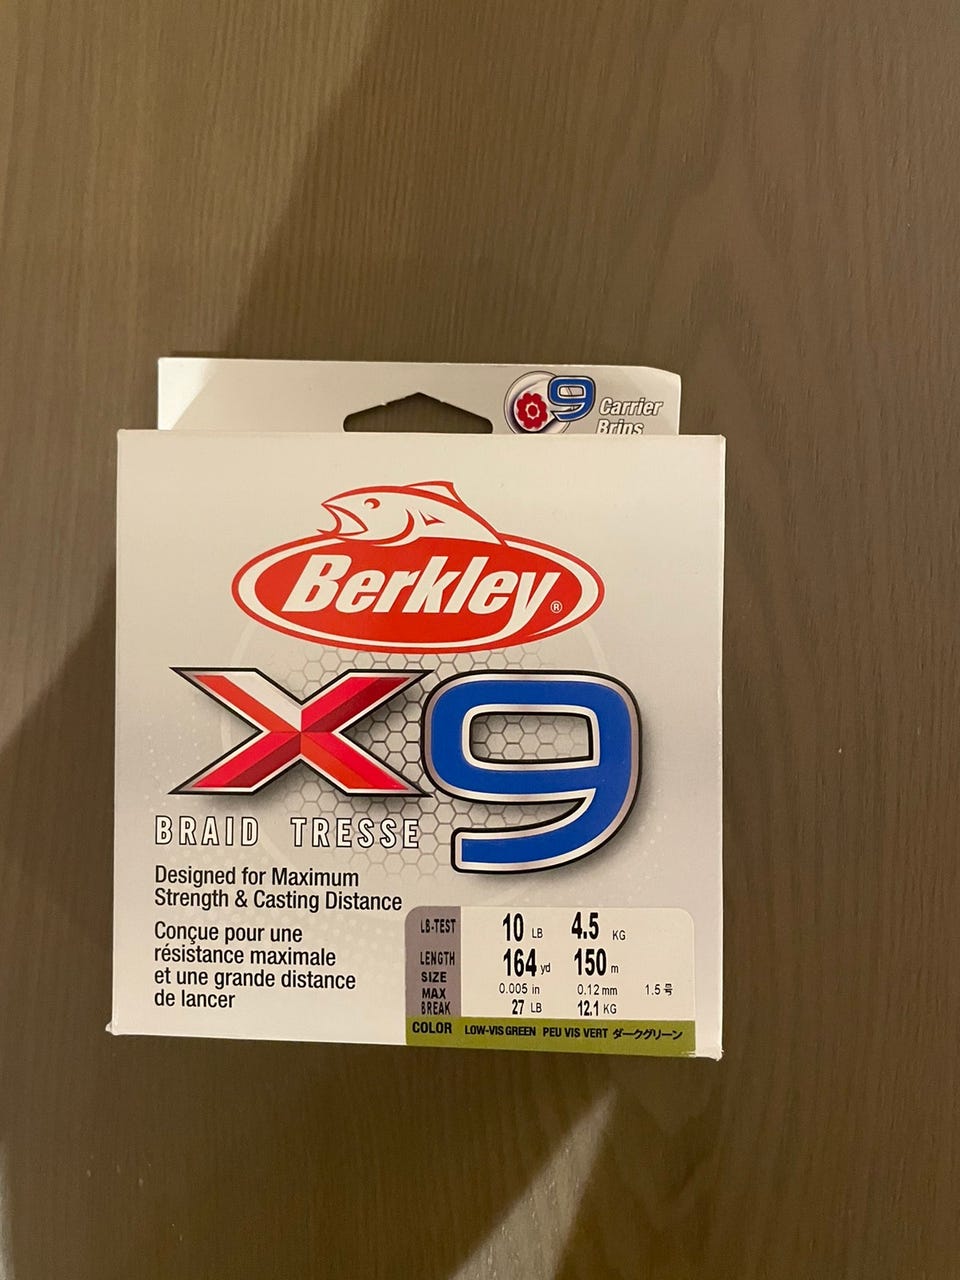 9 Carrier
Brins
Berkley®
X9
BRAID TRESSE
Designed for Maximum
Strength & Casting Distance
Conçue pour une
résistance maximale
et une grande distance
de lancer
LB-TEST 10 LB 4.5 KG
LENGTH 164 yd 150 m
SIZE 0.005 in 0.12 mm 1.5号
MAX
BREAK 27 LB 12.1 KG
COLOR LOW-VIS GREEN PEU VIS VERT ダークグリーン